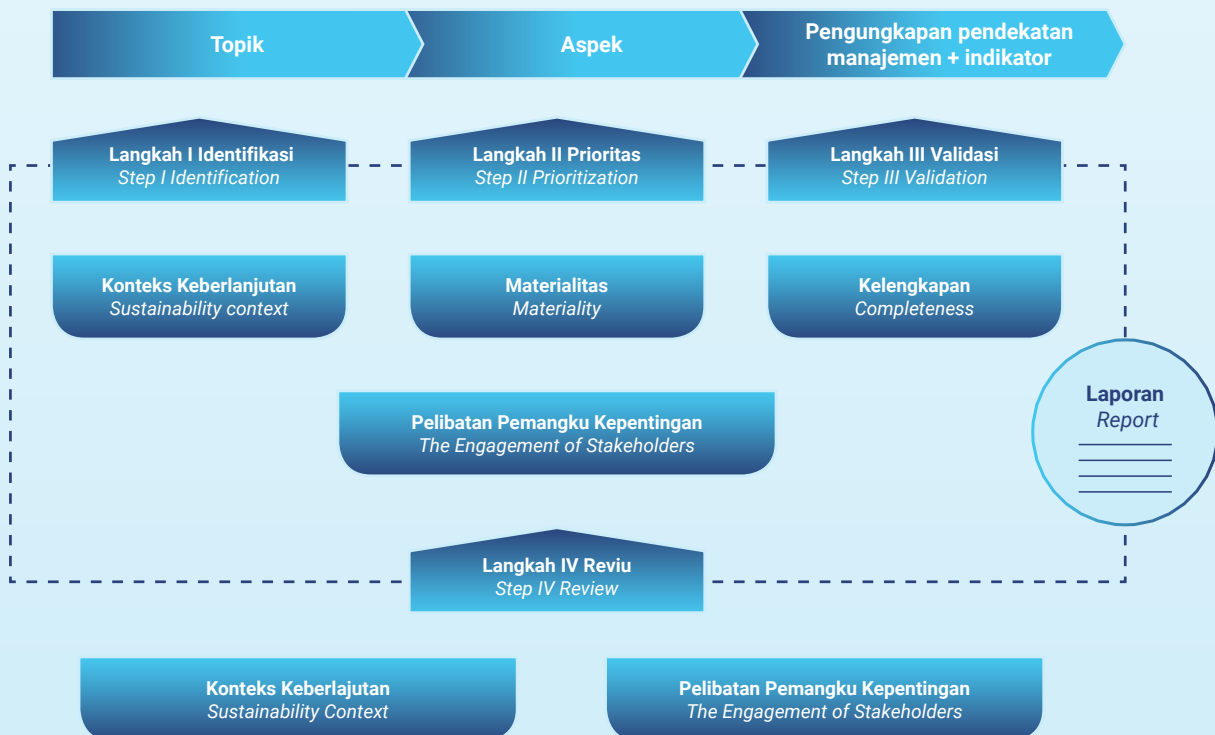 Topik
Aspek
Pengungkapan pendekatan
manajemen + indikator
Langkah I Identifikasi
Step I Identification
Langkah II Prioritas
Step II Prioritization
Langkah III Validasi
Step III Validation
Konteks Keberlanjutan
Sustainability context
Materialitas
Materiality
Kelengkapan
Completeness
Laporan
Report
Pelibatan Pemangku Kepentingan
The Engagement of Stakeholders
Langkah IV Reviu
Step IV Review
Konteks Keberlajutan
Sustainability Context
Pelibatan Pemangku Kepentingan
The Engagement of Stakeholders